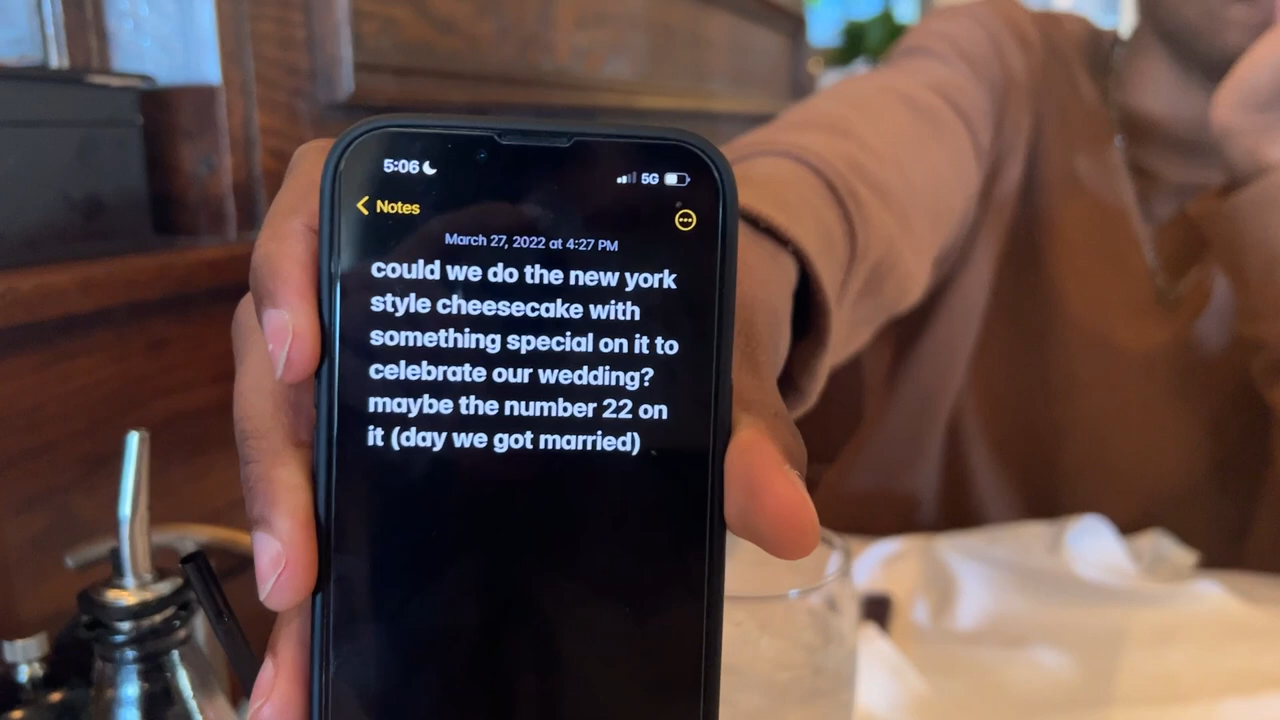 5:06
5G
Notes
March 27, 2022 at 4:27 PM
could we do the new york
style cheesecake with
something special on it to
celebrate our wedding?
maybe the number 22 on
it (day we got married)